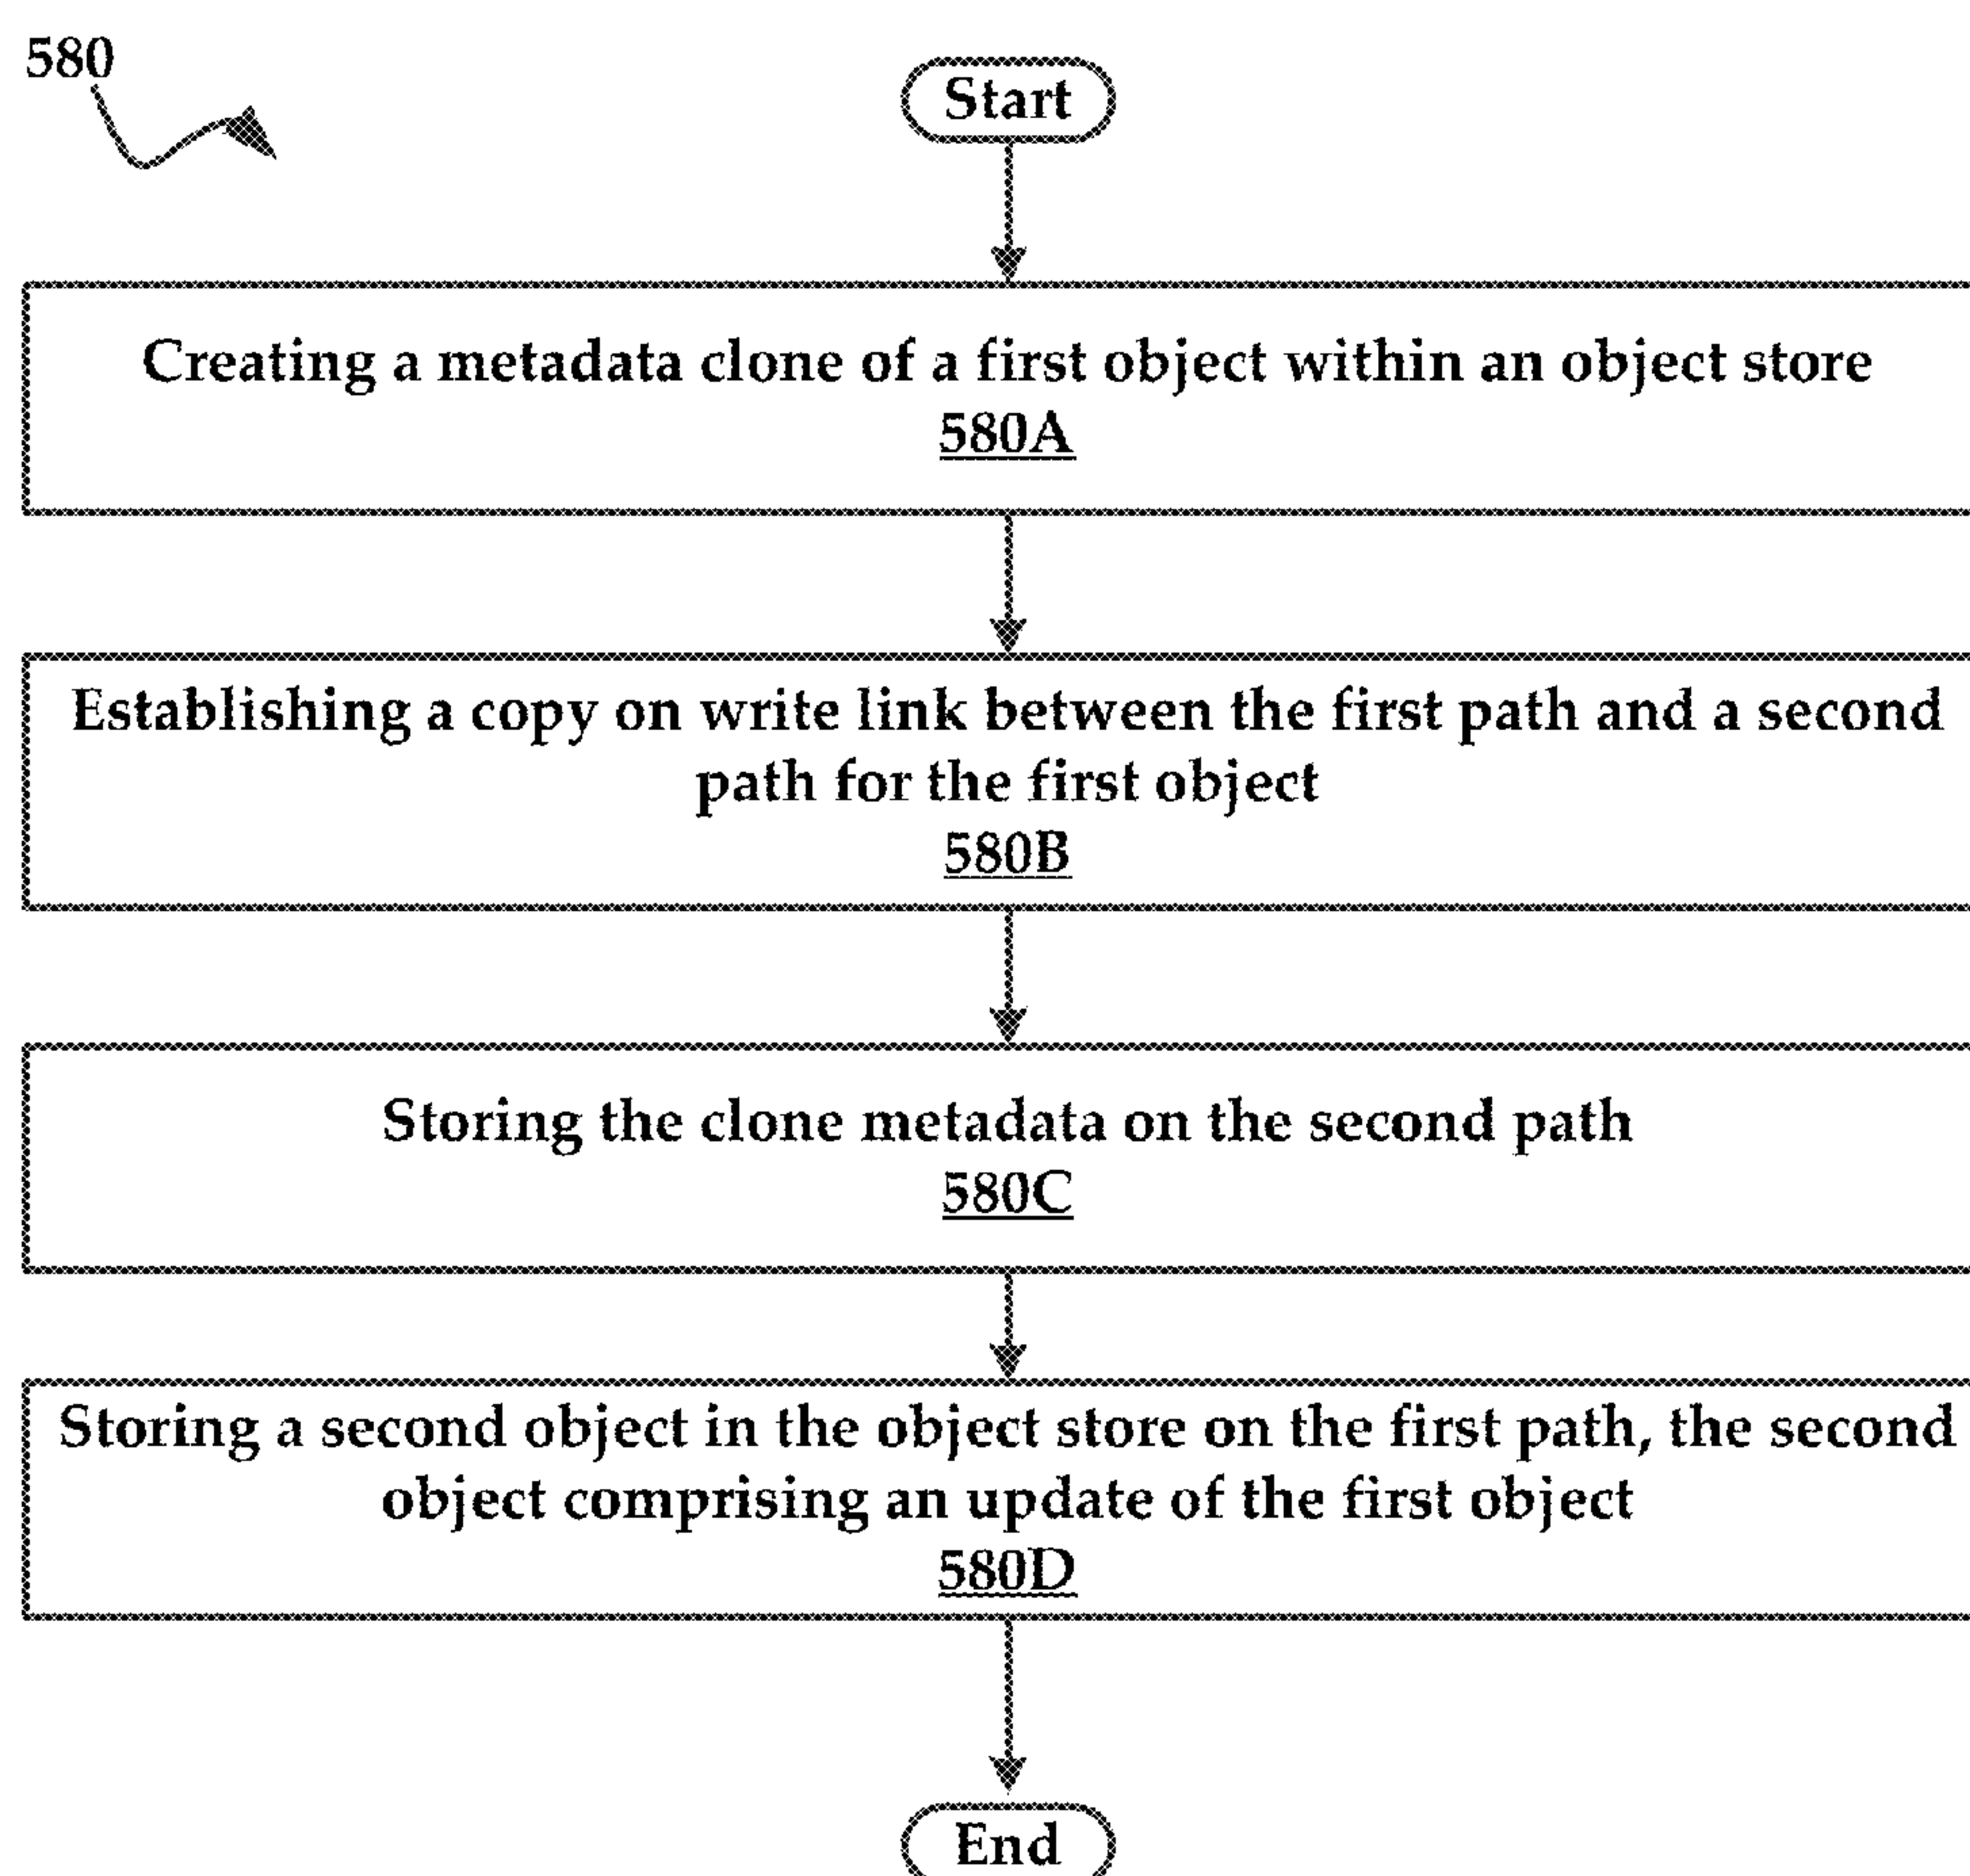 580
Start
Creating a metadata clone of a first object within an object store
580A
Establishing a copy on write link between the first path and a second
path for the first object
580B
Storing the clone metadata on the second path
580C
Storing a second object in the object store on the first path, the second
object comprising an update of the first object
580D
End